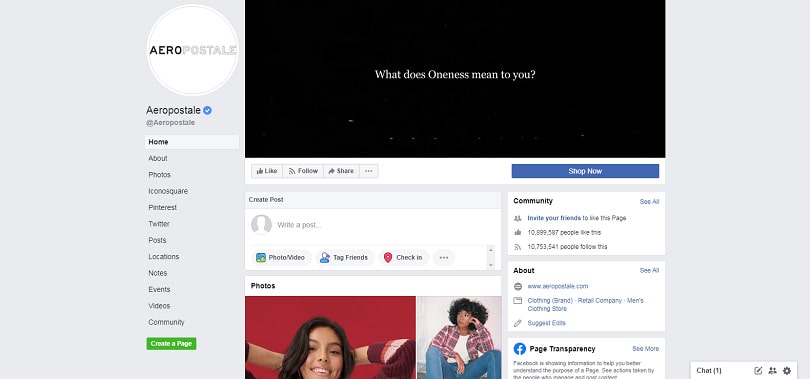 AEROPOSTALE
Aeropostale
@Aeropostale
Home
About
Photos
Iconosquare
Pinterest
Twitter
Posts
Locations
Notes
Events
Videos
Community
Create a Page
What does Oneness mean to you?
Like Follow Share ...
Shop Now
Create Post
Write a post...
Photo/Video Tag Friends Check in ...
Photos
Community See All
Invite your friends to like this Page
10,899,587 people like this
10,753,541 people follow this
About See All
www.aeropostale.com
Clothing (Brand) · Retail Company · Men's
Clothing Store
Suggest Edits
Page Transparency See More
Facebook is showing information to help you better
understand the purpose of a Page. See actions taken by
the people who manage and post content.
Chat (1)